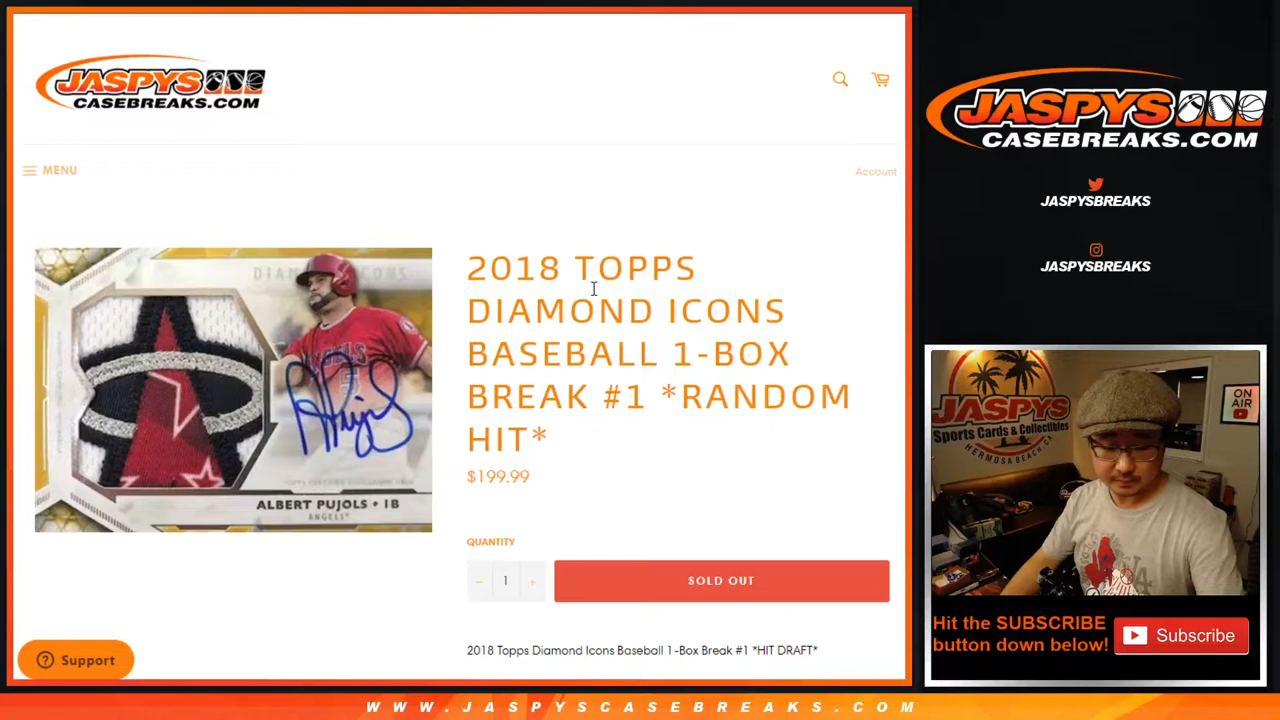 JASPYS
CASEBREAKS.COM
MENU
Account
DIAMOND ICONS
ALBERT PUJOLS • 1B
ANGELS®
2018 TOPPS
DIAMOND ICONS
BASEBALL 1-BOX
BREAK #1 *RANDOM
HIT*
$199.99
QUANTITY
− 1 +
SOLD OUT
2018 Topps Diamond Icons Baseball 1-Box Break #1 *HIT DRAFT*
Support
JASPYS
CASEBREAKS.COM
JASPYSBREAKS
JASPYSBREAKS
JASPYS
Sports Cards & Collectibles
HERMOSA BEACH, CA
ON AIR
Hit the SUBSCRIBE
button down below!
Subscribe
WWW.JASPYSCASEBREAKS.COM